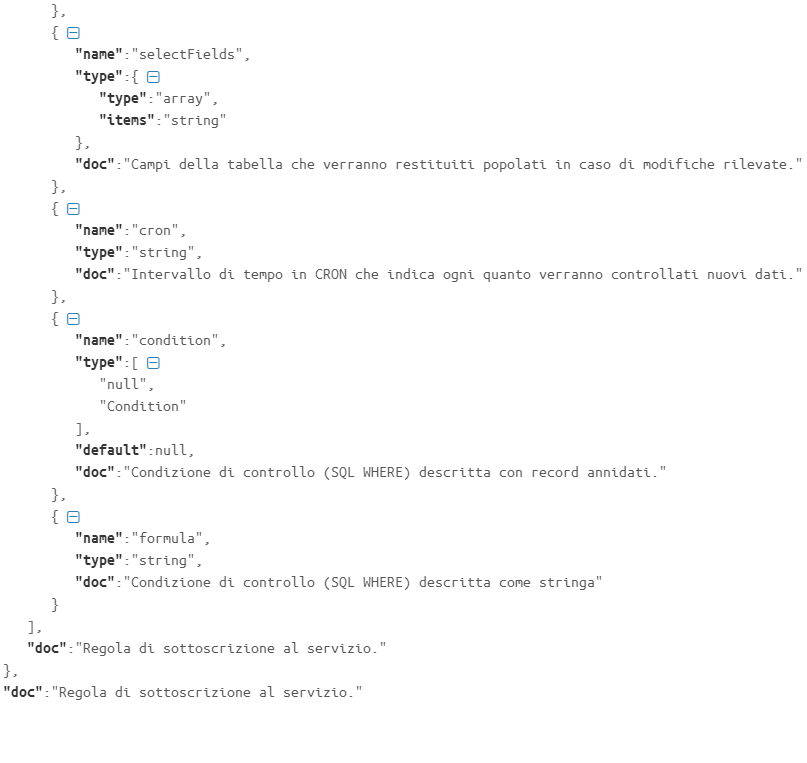 },
{
"name":"selectFields",
"type":{
"type":"array",
"items":"string"
},
"doc":"Campi della tabella che verranno restituiti popolati in caso di modifiche rilevate."
},
{
"name":"cron",
"type":"string",
"doc":"Intervallo di tempo in CRON che indica ogni quanto verranno controllati nuovi dati."
},
{
"name":"condition",
"type":[
"null",
"Condition"
],
"default":null,
"doc":"Condizione di controllo (SQL WHERE) descritta con record annidati."
},
{
"name":"formula",
"type":"string",
"doc":"Condizione di controllo (SQL WHERE) descritta come stringa"
}
],
"doc":"Regola di sottoscrizione al servizio."
},
"doc":"Regola di sottoscrizione al servizio."